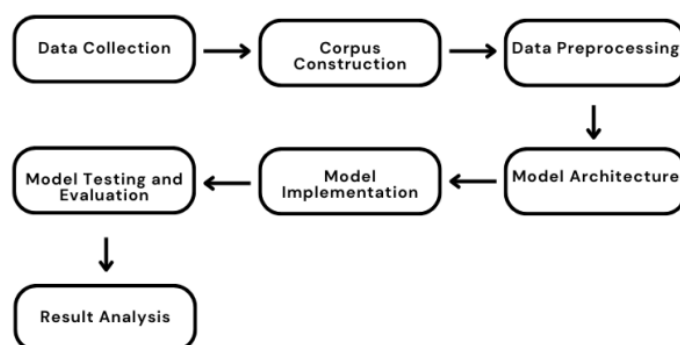 Data Collection
Corpus
Construction
Data Preprocessing
Model Architecture
Model
Implementation
Model Testing and
Evaluation
Result Analysis